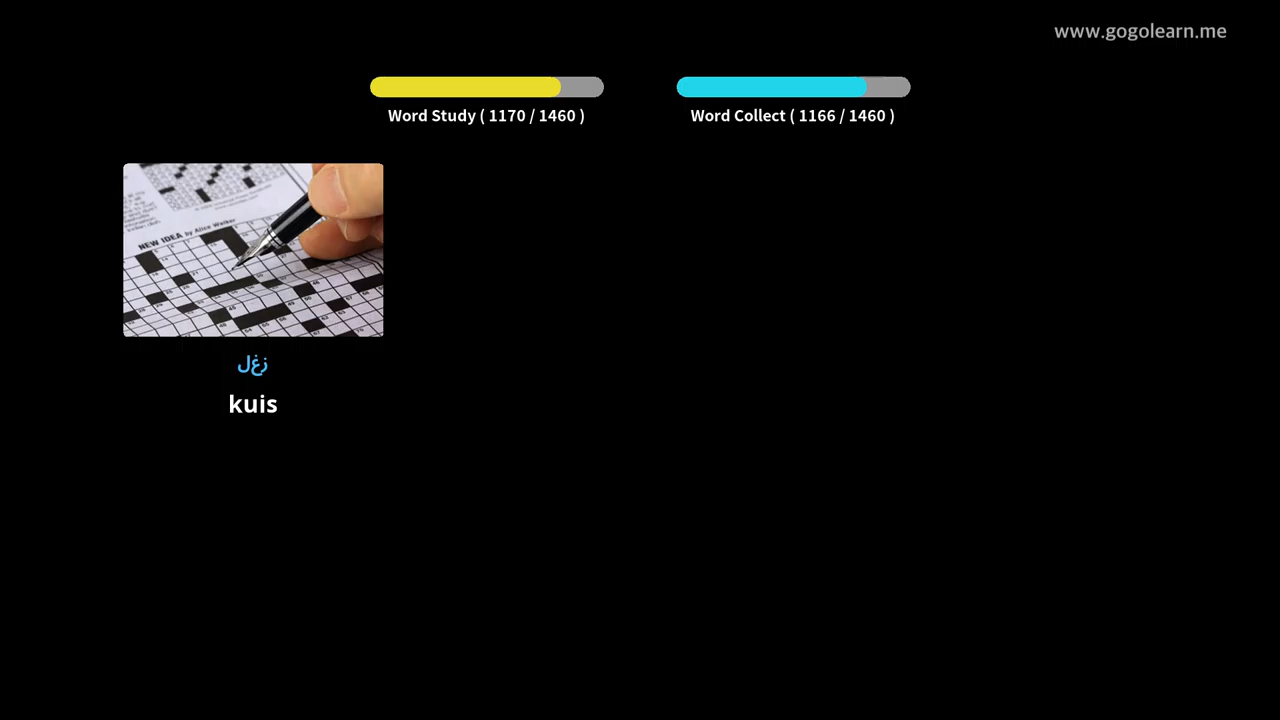 www.gogolearn.me
Word Study ( 1170 / 1460 )
Word Collect ( 1166 / 1460 )
NEW IDEA by Alice Walker
زغل
kuis